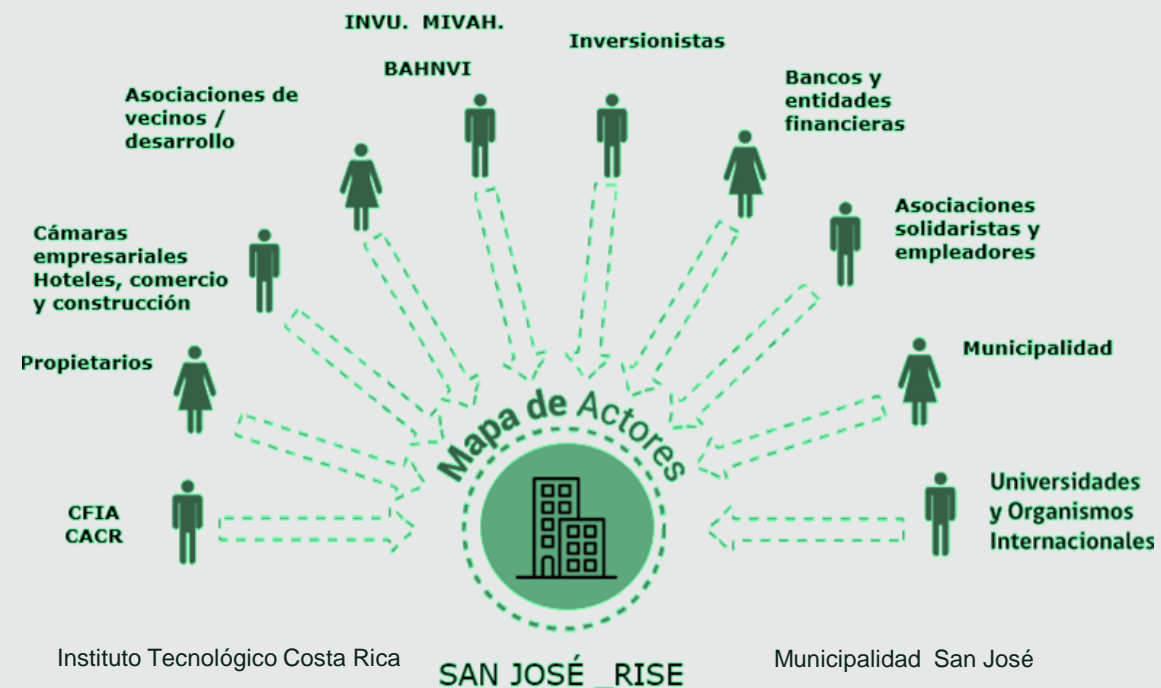 INVU. MIVAH.
BAHNVI
Inversionistas
Bancos y
entidades
financieras
Asociaciones de
vecinos /
desarrollo
Asociaciones
solidaristas y
empleadores
Cámaras
empresariales
Hoteles, comercio
y construcción
Propietarios
Municipalidad
Mapa de Actores
CFIA
CACR
Universidades
y Organismos
Internacionales
Instituto Tecnológico Costa Rica
SAN JOSÉ _RISE
Municipalidad San José